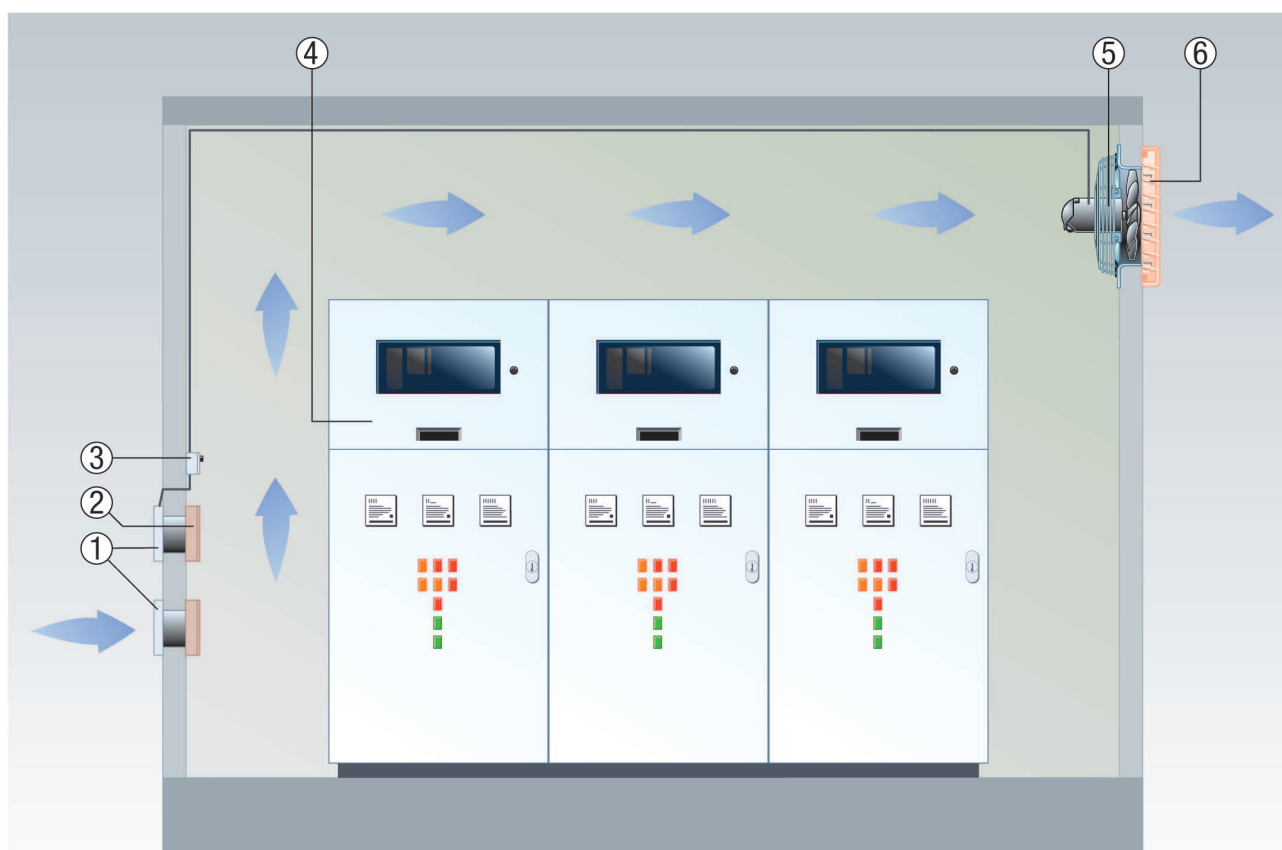 ④ ⑤ ⑥
③
②
①